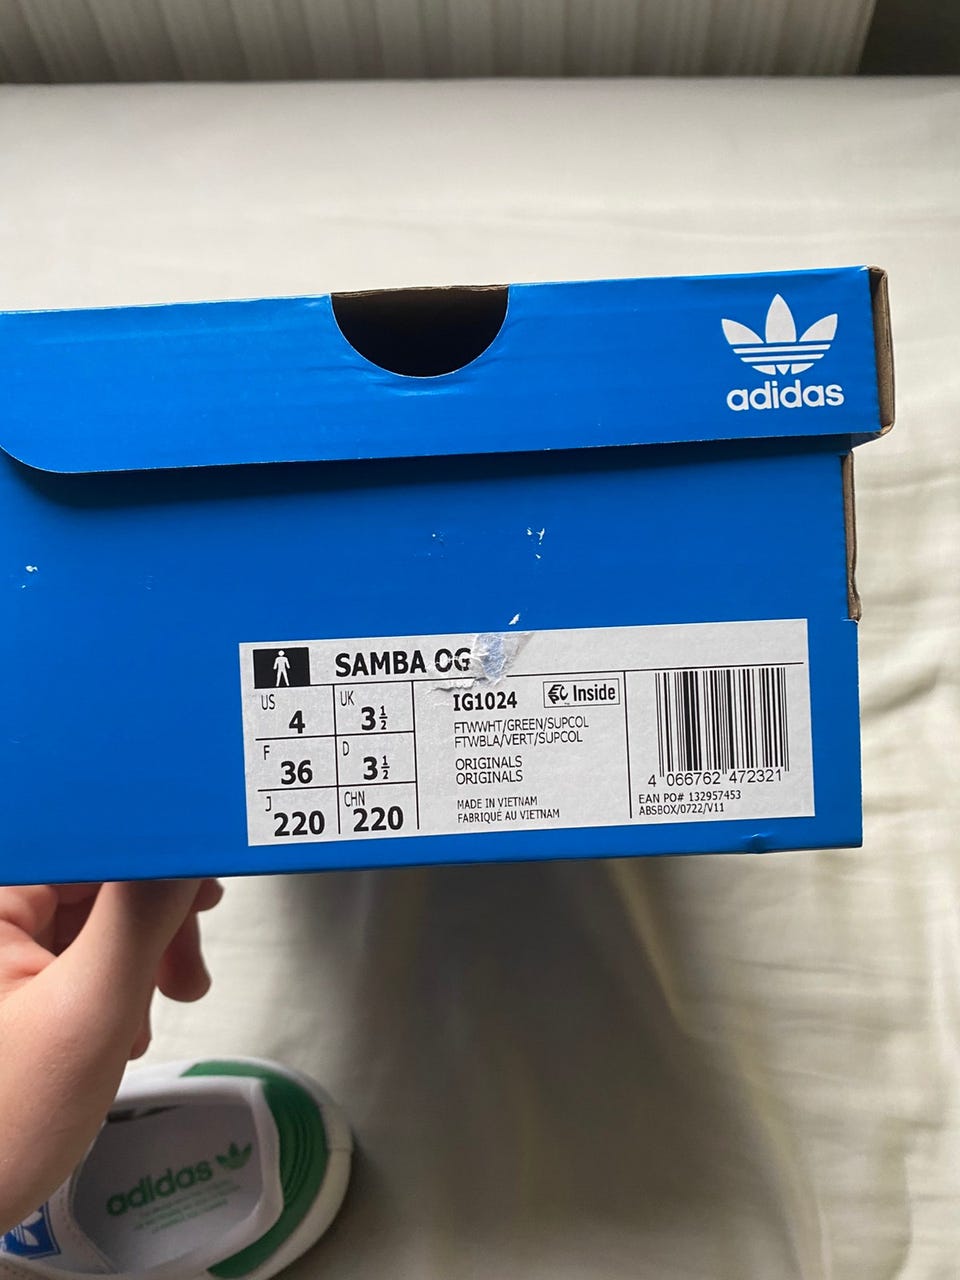 adidas
SAMBA OG
US 4
UK 3½
F 36
D 3½
J 220
CHN 220
IG1024
Inside
FTWWHT/GREEN/SUPCOL
FTWBLA/VERT/SUPCOL
ORIGINALS
ORIGINALS
MADE IN VIETNAM
FABRIQUÉ AU VIETNAM
4 066762 472321
EAN PO# 132957453
ABSBOX/0722/V11
adidas